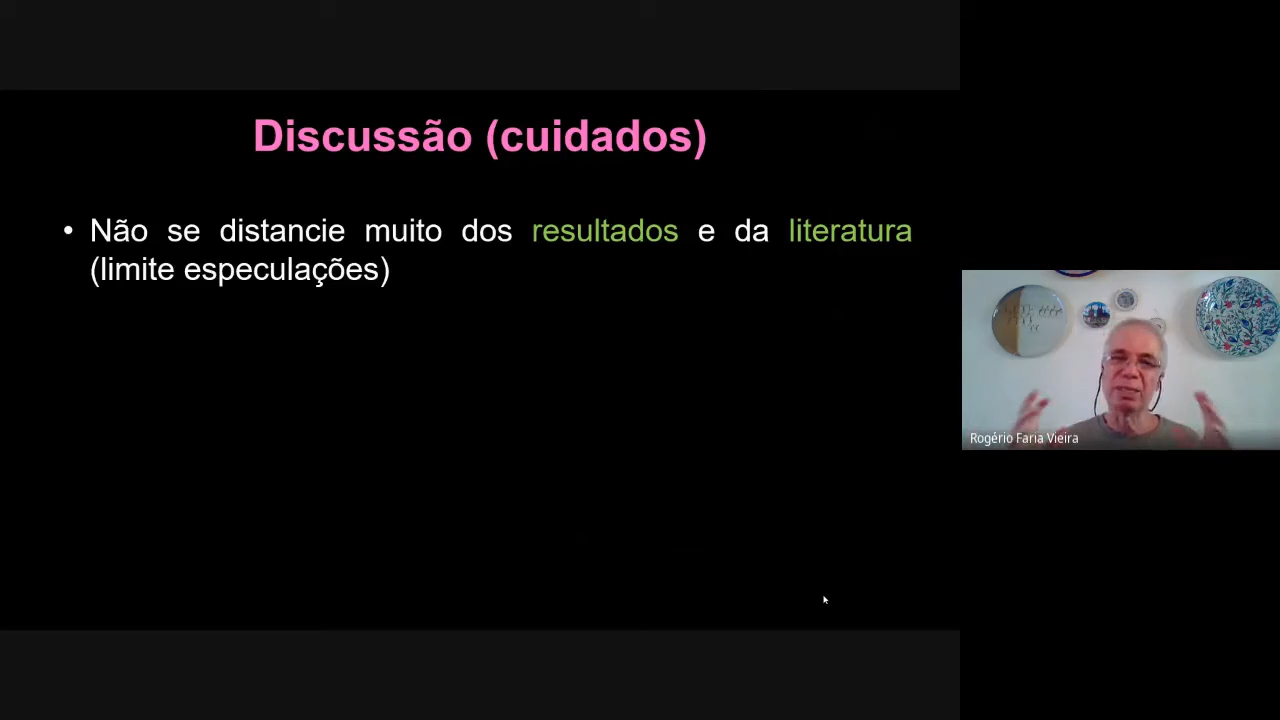 Discussão (cuidados)
• Não se distancie muito dos resultados e da literatura
(limite especulações)
Rogério Faria Vieira